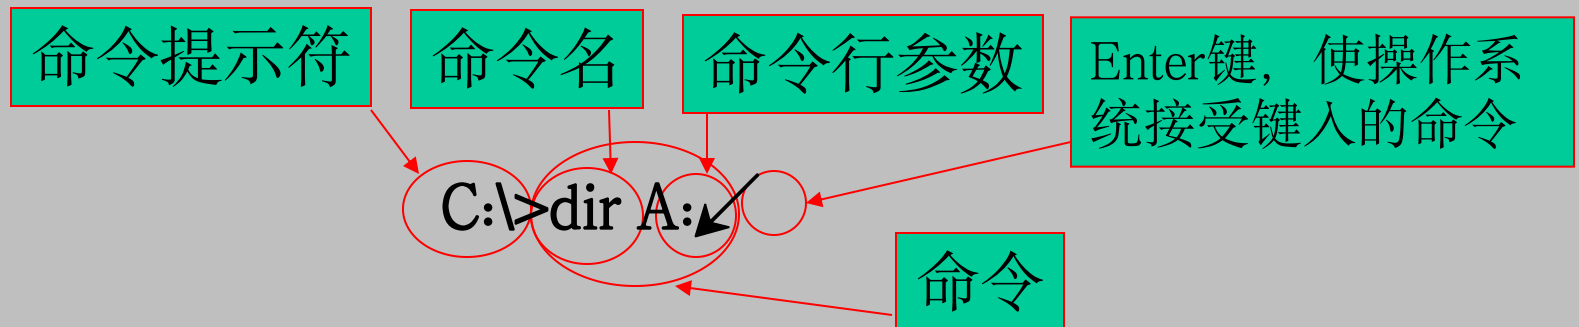 命令提示符
命令名
命令行参数
Enter键， 使操作系
统接受键入的命令
C:\>dir A:
命令